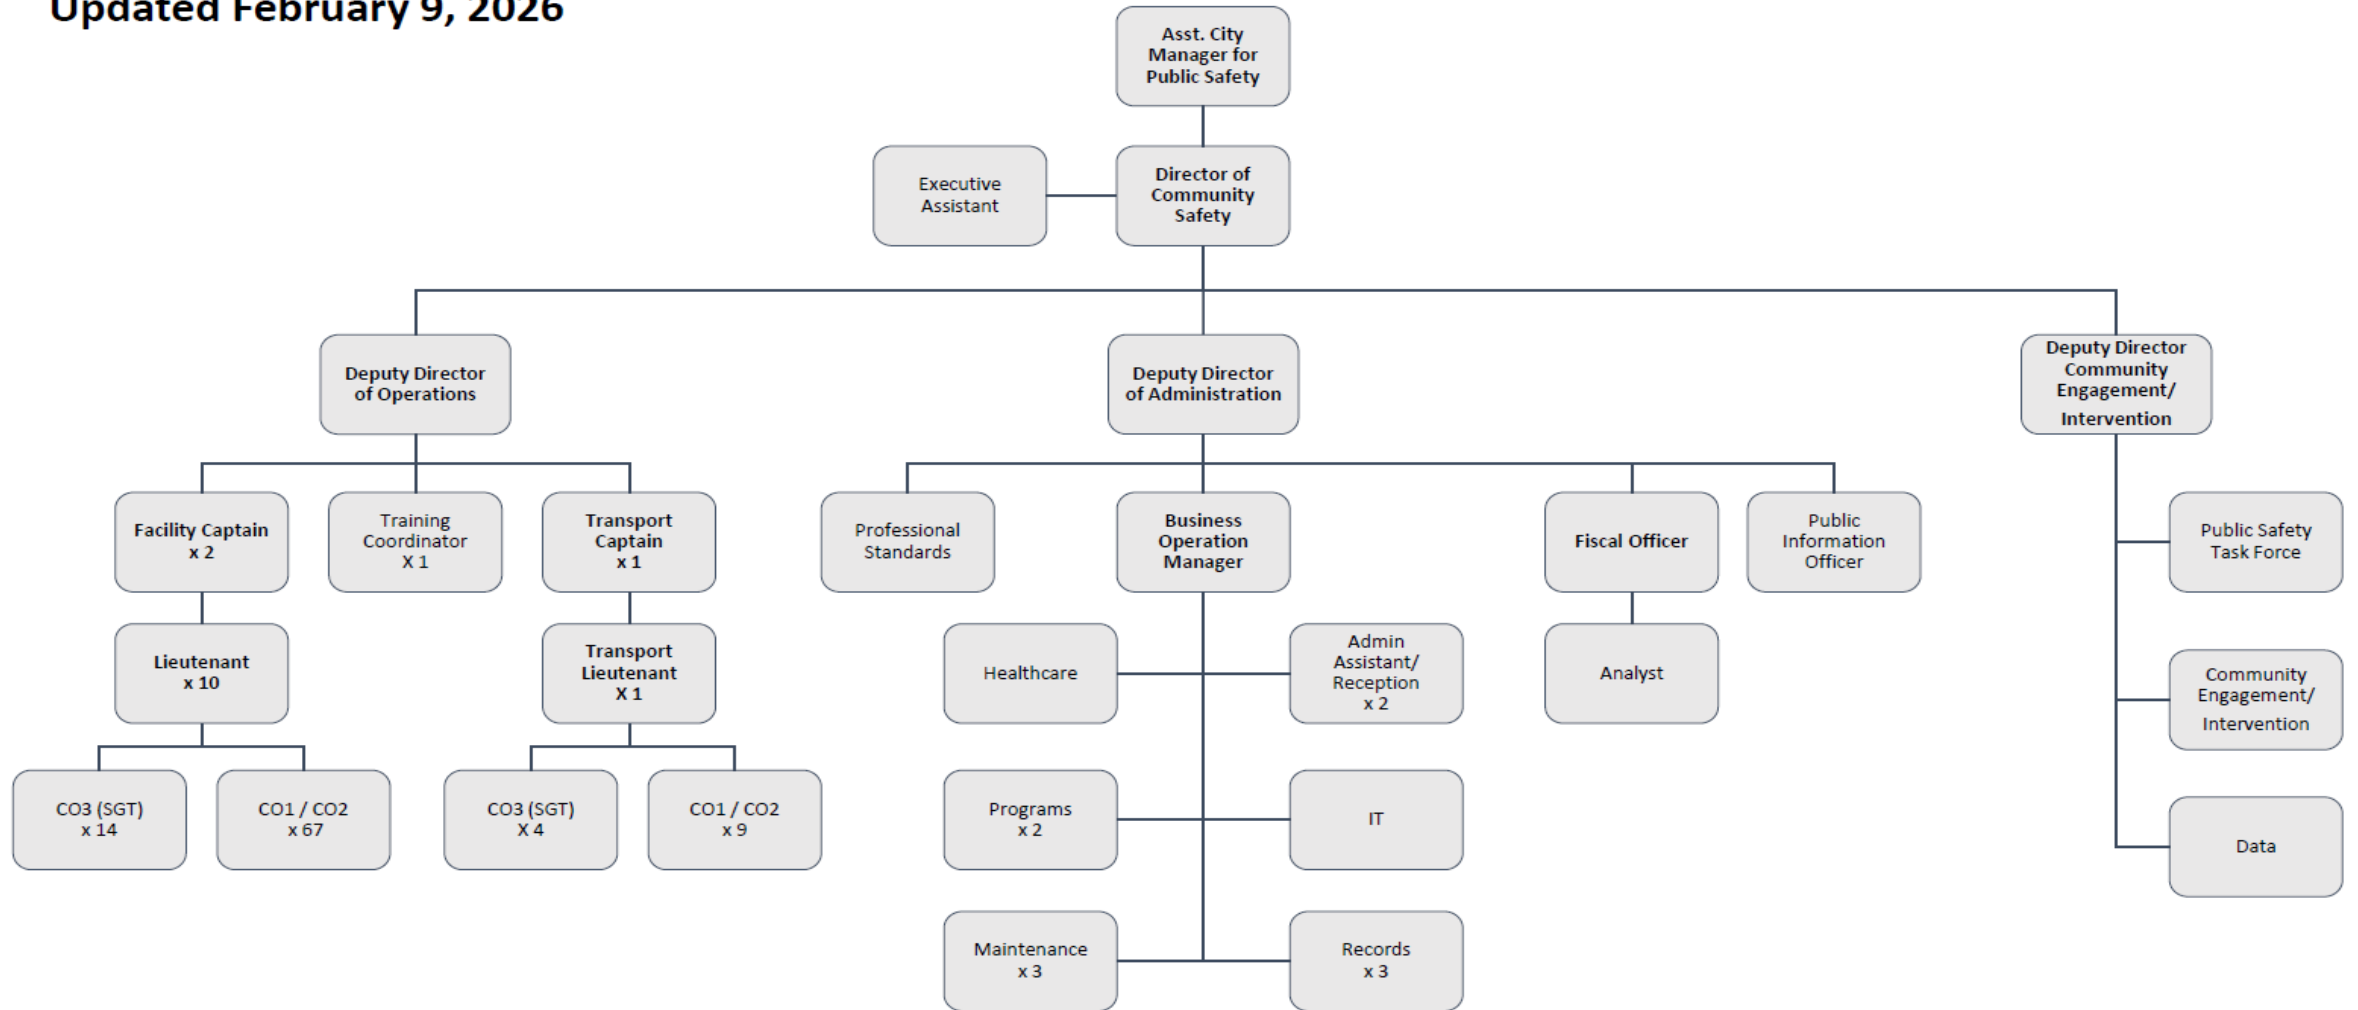 Updated February 9, 2026
Asst. City
Manager for
Public Safety
Executive
Assistant
Director of
Community
Safety
Deputy Director
of Operations
Deputy Director
of Administration
Deputy Director
Community
Engagement/
Intervention
Facility Captain
x 2
Training
Coordinator
X 1
Transport
Captain
x 1
Professional
Standards
Business
Operation
Manager
Fiscal Officer
Public
Information
Officer
Public Safety
Task Force
Lieutenant
x 10
Transport
Lieutenant
X 1
Healthcare
Admin
Assistant/
Reception
x 2
Analyst
Community
Engagement/
Intervention
CO3 (SGT)
x 14
CO1 / CO2
x 67
CO3 (SGT)
X 4
CO1 / CO2
x 9
Programs
x 2
IT
Data
Maintenance
x 3
Records
x 3